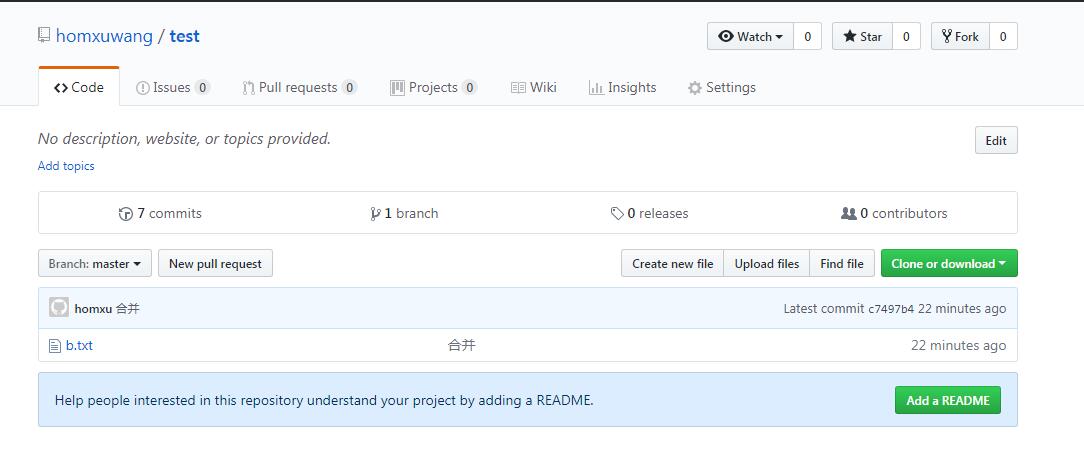 homxuwang / test Watch 0 Star 0 Fork 0
Code Issues 0 Pull requests 0 Projects 0 Wiki Insights Settings
No description, website, or topics provided. Edit
Add topics
7 commits 1 branch 0 releases 0 contributors
Branch: master New pull request Create new file Upload files Find file Clone or download
homxu 合并 Latest commit c7497b4 22 minutes ago
b.txt 合并 22 minutes ago
Help people interested in this repository understand your project by adding a README. Add a README